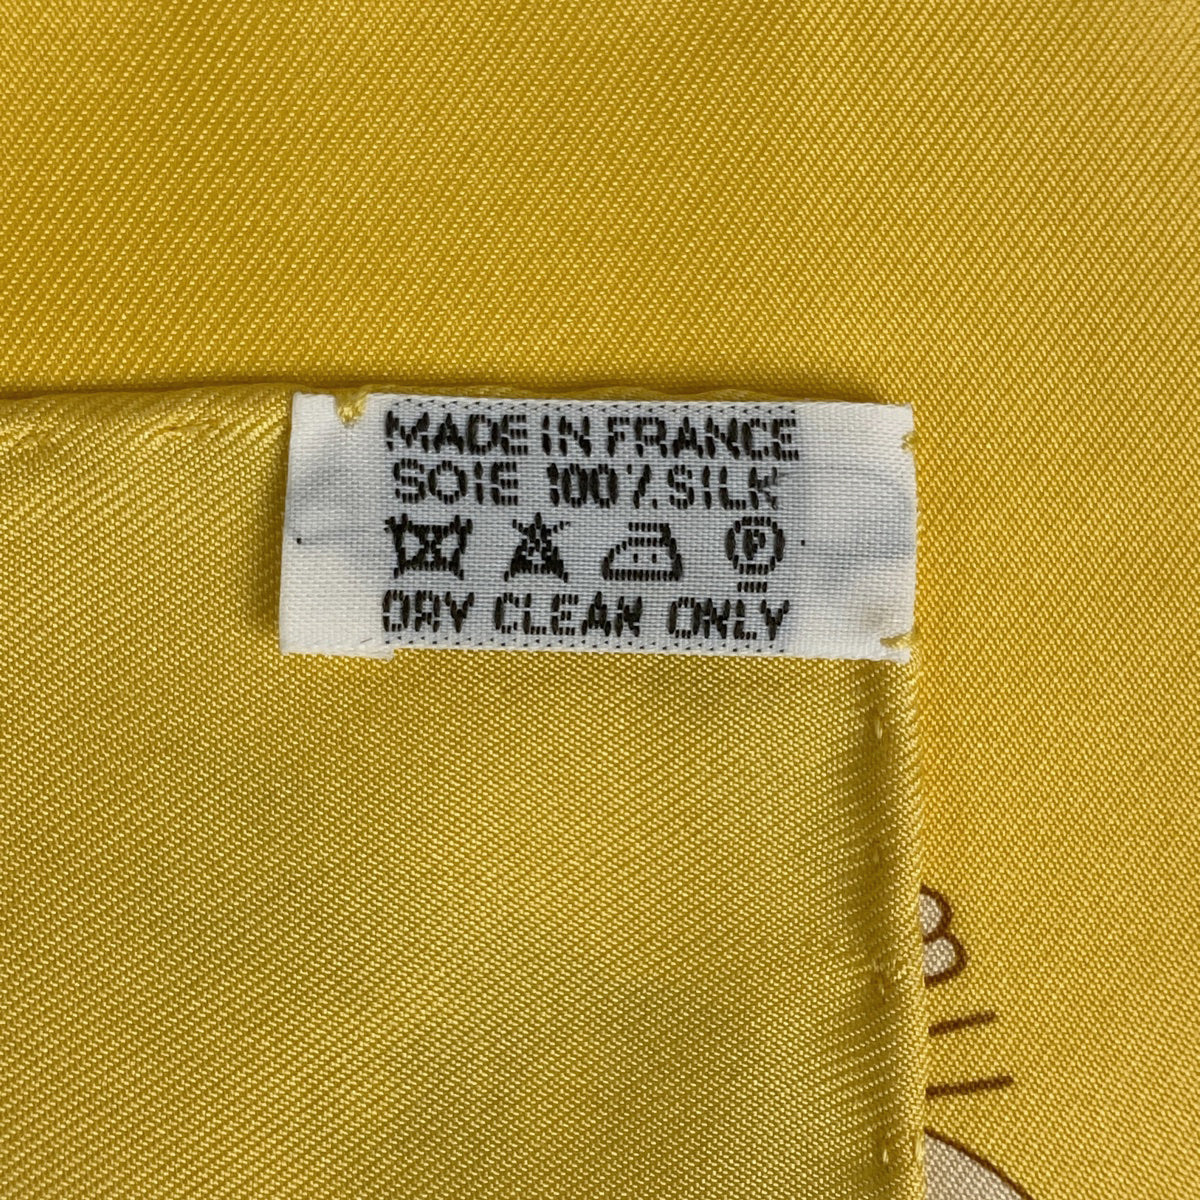 MADE IN FRANCE
SOIE 100% SILK
P
DRY CLEAN ONLY